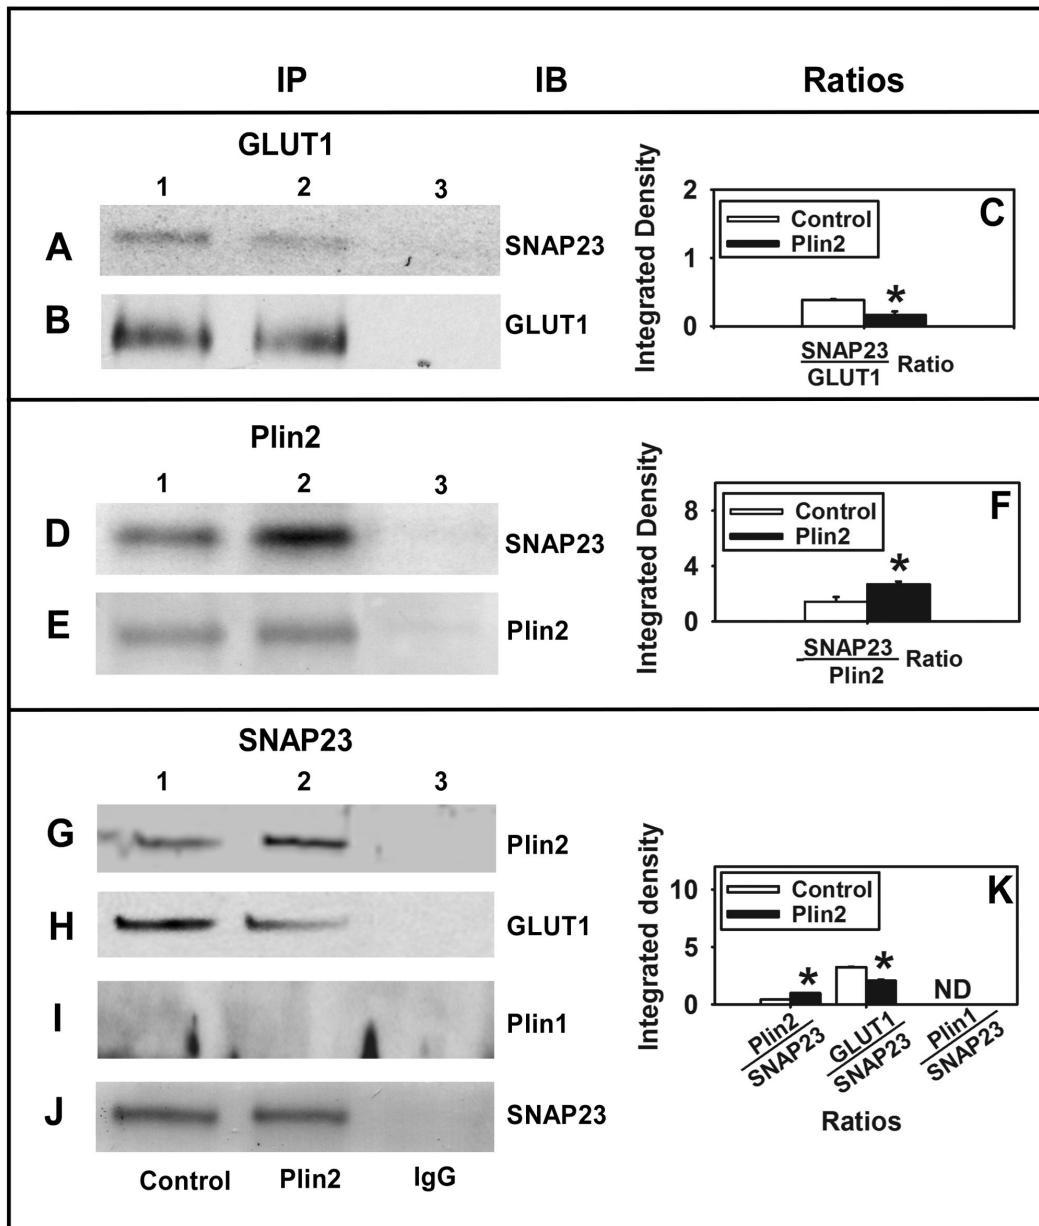 IP IB Ratios
GLUT1
1 2 3
A SNAP23
B GLUT1
Integrated Density
2
1
0
Control
Plin2
C
*
SNAP23
GLUT1
Ratio
Plin2
1 2 3
D SNAP23
E Plin2
Integrated Density
8
4
0
Control
Plin2
F
*
SNAP23
Plin2
Ratio
SNAP23
1 2 3
G Plin2
H GLUT1
I Plin1
J SNAP23
Control Plin2 IgG
Integrated density
10
5
0
Control
Plin2
K
* *
ND
Plin2
SNAP23
GLUT1
SNAP23
Plin1
SNAP23
Ratios